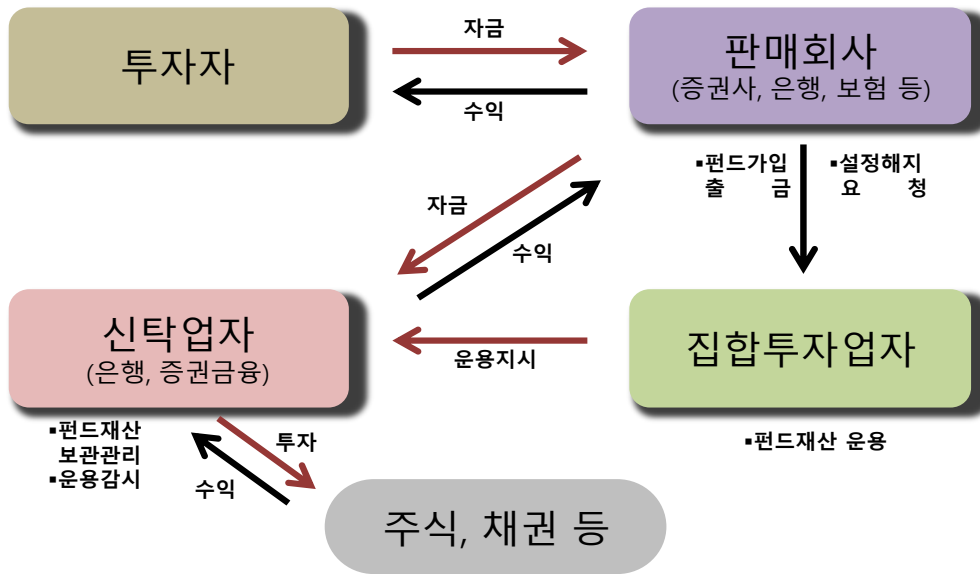 투자자
자금
수익
판매회사
(증권사, 은행, 보험 등)
▪펀드가입
출 금
▪설정해지
요 청
자금
수익
신탁업자
(은행, 증권금융)
운용지시
집합투자업자
▪펀드재산
보관관리
▪운용감시
투자
수익
▪펀드재산 운용
주식, 채권 등